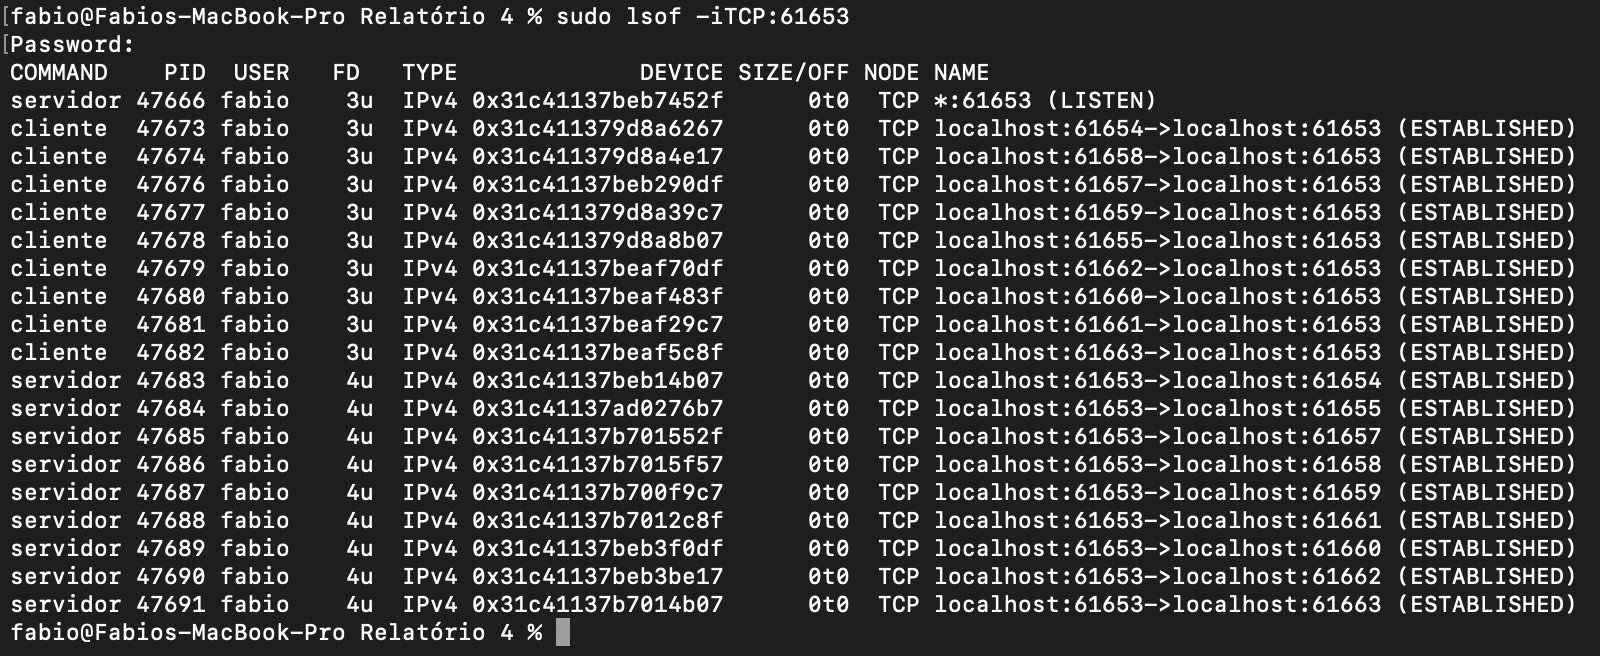 fabio@Fabios-MacBook-Pro Relatório 4 % sudo lsof -iTCP:61653
Password:
COMMAND    PID  USER   FD   TYPE             DEVICE SIZE/OFF NODE NAME
servidor 47666 fabio    3u  IPv4 0x31c41137beb7452f      0t0  TCP *:61653 (LISTEN)
cliente  47673 fabio    3u  IPv4 0x31c411379d8a6267      0t0  TCP localhost:61654->localhost:61653 (ESTABLISHED)
cliente  47674 fabio    3u  IPv4 0x31c411379d8a4e17      0t0  TCP localhost:61658->localhost:61653 (ESTABLISHED)
cliente  47676 fabio    3u  IPv4 0x31c41137beb290df      0t0  TCP localhost:61657->localhost:61653 (ESTABLISHED)
cliente  47677 fabio    3u  IPv4 0x31c411379d8a39c7      0t0  TCP localhost:61659->localhost:61653 (ESTABLISHED)
cliente  47678 fabio    3u  IPv4 0x31c411379d8a8b07      0t0  TCP localhost:61655->localhost:61653 (ESTABLISHED)
cliente  47679 fabio    3u  IPv4 0x31c41137beaf70df      0t0  TCP localhost:61662->localhost:61653 (ESTABLISHED)
cliente  47680 fabio    3u  IPv4 0x31c41137beaf483f      0t0  TCP localhost:61660->localhost:61653 (ESTABLISHED)
cliente  47681 fabio    3u  IPv4 0x31c41137beaf29c7      0t0  TCP localhost:61661->localhost:61653 (ESTABLISHED)
cliente  47682 fabio    3u  IPv4 0x31c41137beaf5c8f      0t0  TCP localhost:61663->localhost:61653 (ESTABLISHED)
servidor 47683 fabio    4u  IPv4 0x31c41137beb14b07      0t0  TCP localhost:61653->localhost:61654 (ESTABLISHED)
servidor 47684 fabio    4u  IPv4 0x31c41137ad0276b7      0t0  TCP localhost:61653->localhost:61655 (ESTABLISHED)
servidor 47685 fabio    4u  IPv4 0x31c41137b701552f      0t0  TCP localhost:61653->localhost:61657 (ESTABLISHED)
servidor 47686 fabio    4u  IPv4 0x31c41137b7015f57      0t0  TCP localhost:61653->localhost:61658 (ESTABLISHED)
servidor 47687 fabio    4u  IPv4 0x31c41137b700f9c7      0t0  TCP localhost:61653->localhost:61659 (ESTABLISHED)
servidor 47688 fabio    4u  IPv4 0x31c41137b7012c8f      0t0  TCP localhost:61653->localhost:61661 (ESTABLISHED)
servidor 47689 fabio    4u  IPv4 0x31c41137beb3f0df      0t0  TCP localhost:61653->localhost:61660 (ESTABLISHED)
servidor 47690 fabio    4u  IPv4 0x31c41137beb3be17      0t0  TCP localhost:61653->localhost:61662 (ESTABLISHED)
servidor 47691 fabio    4u  IPv4 0x31c41137b7014b07      0t0  TCP localhost:61653->localhost:61663 (ESTABLISHED)
fabio@Fabios-MacBook-Pro Relatório 4 %